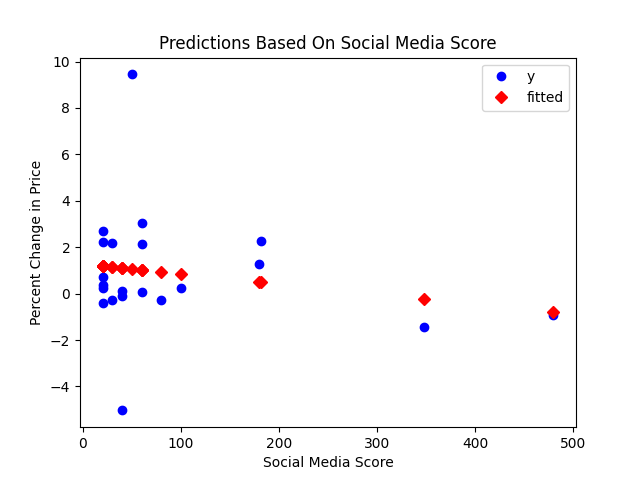 Predictions Based On Social Media Score
y
fitted
10
8
6
4
2
0
−2
−4
Percent Change in Price
0 100 200 300 400 500
Social Media Score